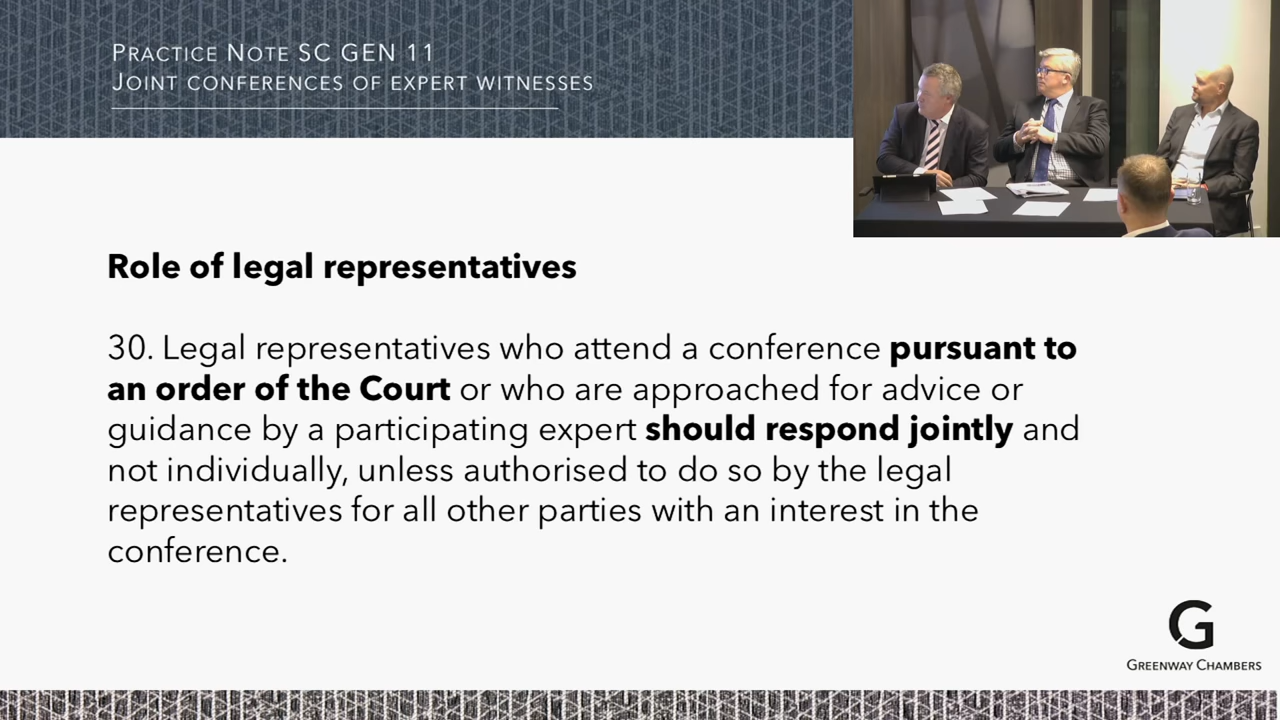 PRACTICE NOTE SC GEN 11
JOINT CONFERENCES OF EXPERT WITNESSES
Role of legal representatives
30. Legal representatives who attend a conference pursuant to
an order of the Court or who are approached for advice or
guidance by a participating expert should respond jointly and
not individually, unless authorised to do so by the legal
representatives for all other parties with an interest in the
conference.
G
GREENWAY CHAMBERS